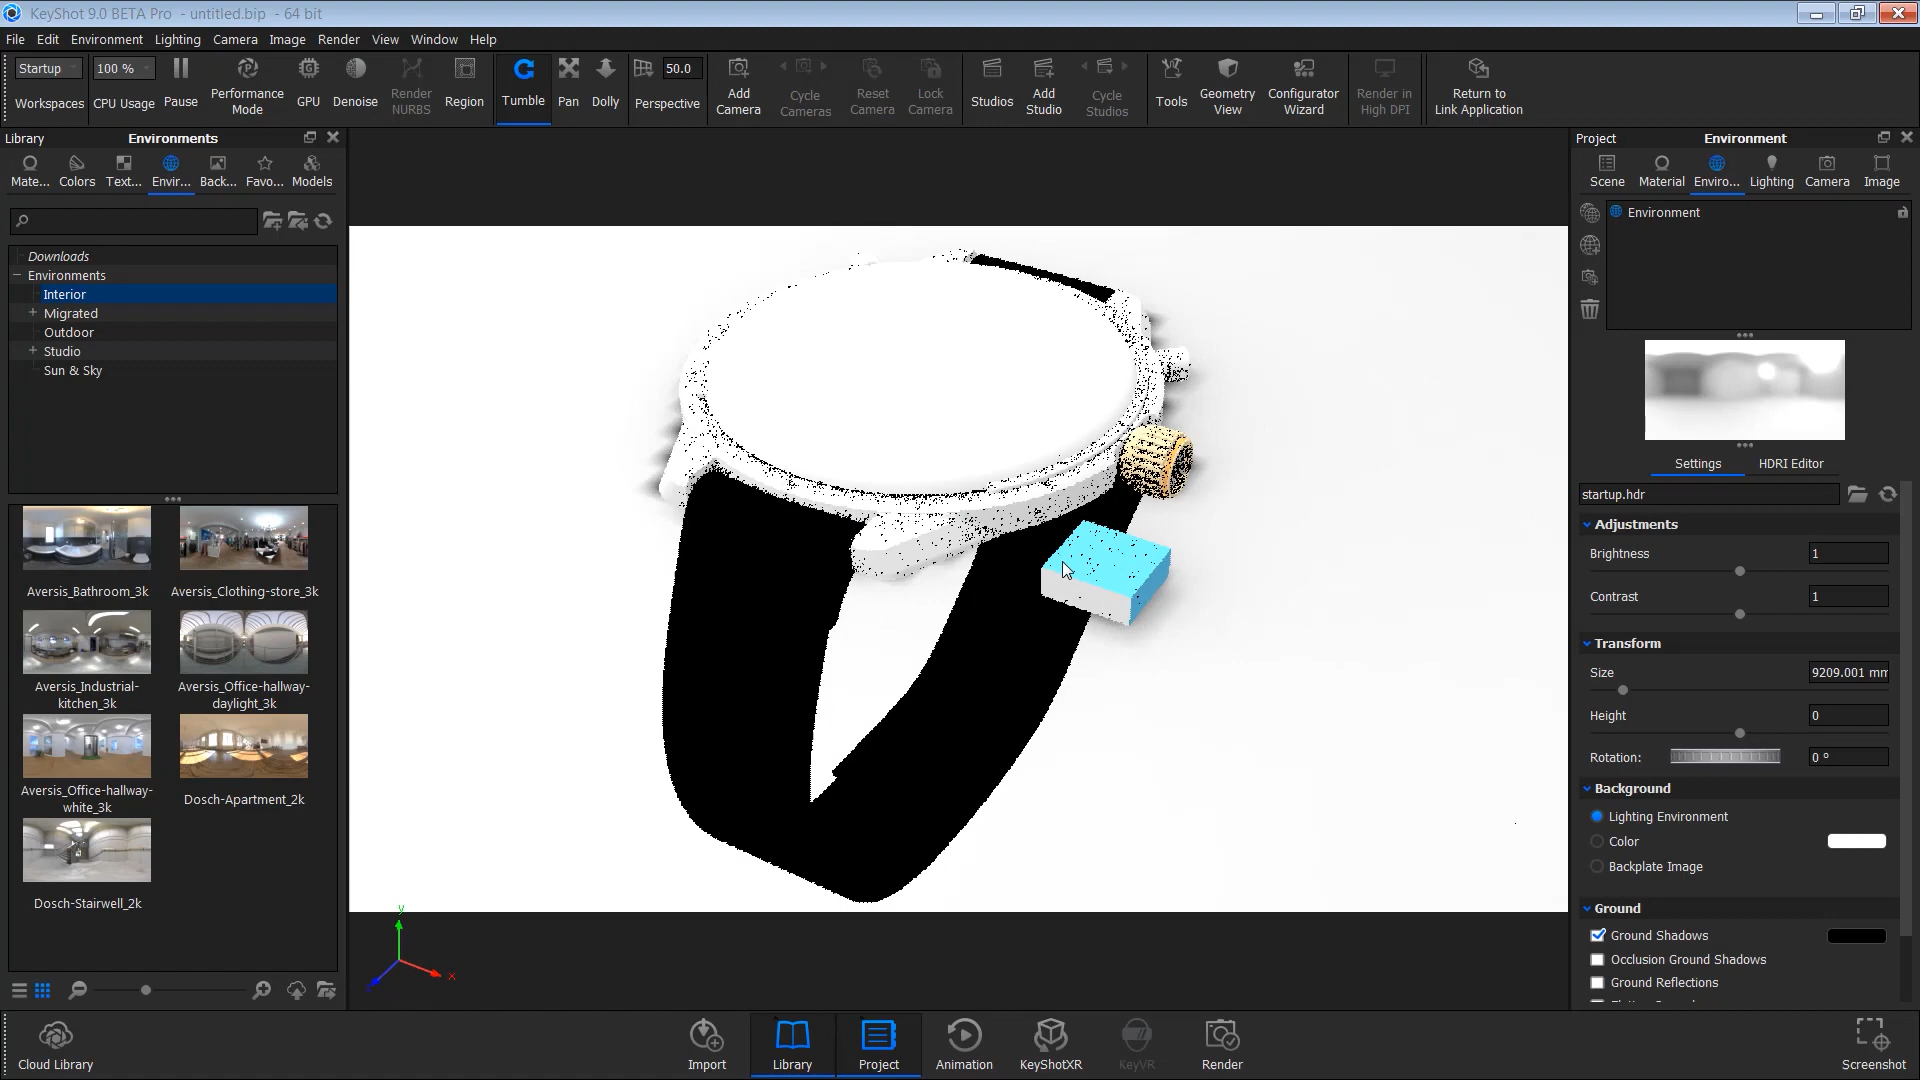 KeyShot 9.0 BETA Pro - untitled.bip - 64 bit
File Edit Environment Lighting Camera Image Render View Window Help
Startup 100 % 50.0
Workspaces CPU Usage Pause Performance Mode GPU Denoise Render NURBS Region Tumble Pan Dolly Perspective Add Camera Cycle Cameras Reset Camera Lock Camera Studios Add Studio Cycle Studios Tools Geometry View Configurator Wizard Render in High DPI Return to Link Application
Library Environments
Mate... Colors Text... Envir... Back... Favo... Models
Downloads
Environments
Interior
Migrated
Outdoor
Studio
Sun & Sky
Aversis_Bathroom_3k Aversis_Clothing-store_3k
Aversis_Industrial-kitchen_3k Aversis_Office-hallway-daylight_3k
Aversis_Office-hallway-white_3k Dosch-Apartment_2k
Dosch-Stairwell_2k
y
x
Project Environment
Scene Material Enviro... Lighting Camera Image
Environment
Settings HDRI Editor
startup.hdr
Adjustments
Brightness 1
Contrast 1
Transform
Size 9209.001 mm
Height 0
Rotation: 0 °
Background
Lighting Environment
Color
Backplate Image
Ground
Ground Shadows
Occlusion Ground Shadows
Ground Reflections
Cloud Library Import Library Project Animation KeyShotXR KeyVR Render Screenshot